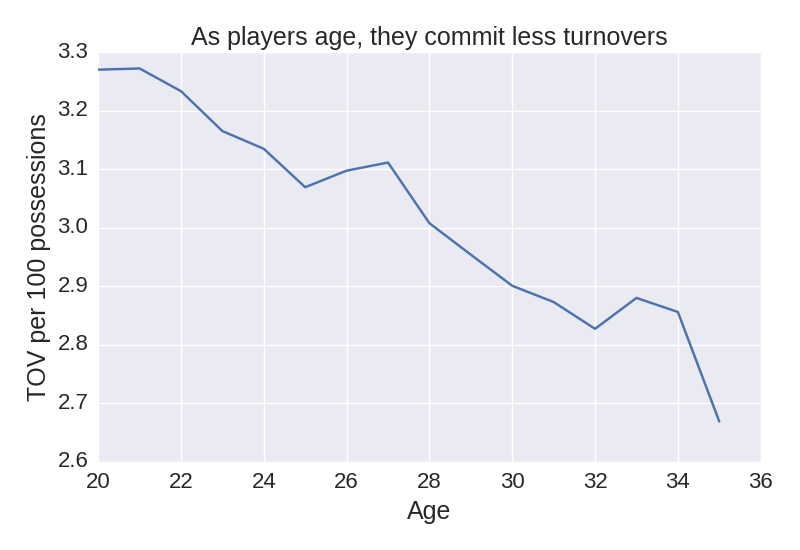 As players age, they commit less turnovers
3.3
3.2
3.1
3.0
2.9
2.8
2.7
2.6
TOV per 100 possessions
20 22 24 26 28 30 32 34 36
Age